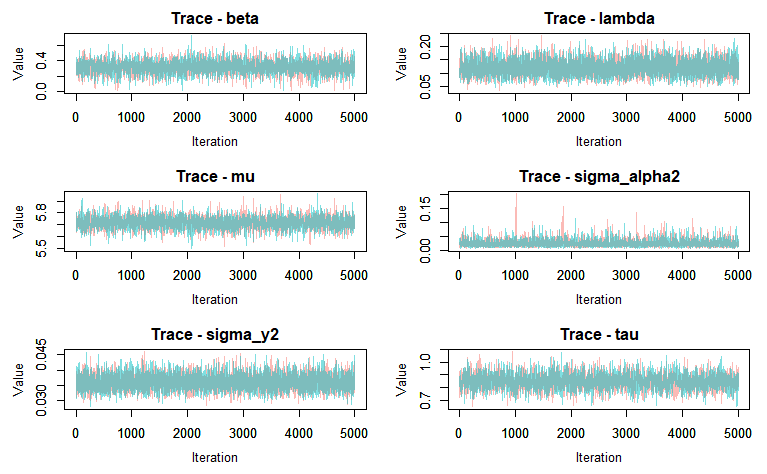 Trace - beta
Value
0.0 0.4
0 1000 2000 3000 4000 5000
Iteration
Trace - lambda
Value
0.05 0.20
0 1000 2000 3000 4000 5000
Iteration
Trace - mu
Value
5.5 5.8
0 1000 2000 3000 4000 5000
Iteration
Trace - sigma_alpha2
Value
0.00 0.15
0 1000 2000 3000 4000 5000
Iteration
Trace - sigma_y2
Value
0.030 0.045
0 1000 2000 3000 4000 5000
Iteration
Trace - tau
Value
0.7 1.0
0 1000 2000 3000 4000 5000
Iteration